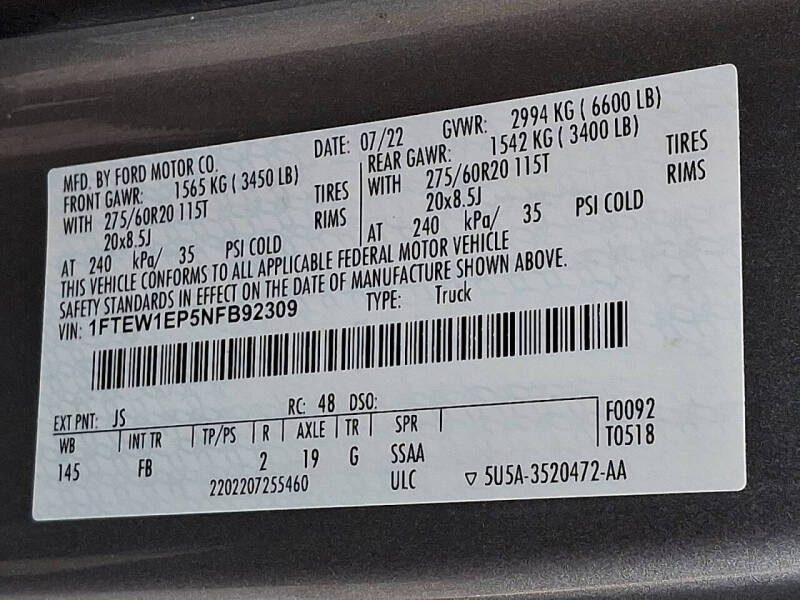 MFD. BY FORD MOTOR CO. DATE: 07/22 GVWR: 2994 KG ( 6600 LB)
FRONT GAWR: 1565 KG ( 3450 LB) REAR GAWR: 1542 KG ( 3400 LB)
WITH 275/60R20 115T TIRES WITH 275/60R20 115T TIRES
20x8.5J RIMS 20x8.5J RIMS
AT 240 kPa/ 35 PSI COLD AT 240 kPa/ 35 PSI COLD
THIS VEHICLE CONFORMS TO ALL APPLICABLE FEDERAL MOTOR VEHICLE
SAFETY STANDARDS IN EFFECT ON THE DATE OF MANUFACTURE SHOWN ABOVE.
VIN: 1FTEW1EP5NFB92309 TYPE: Truck
EXT PNT: JS RC: 48 DSO: F0092
WB INT TR TP/PS R AXLE TR SPR T0518
145 FB 2 19 G SSAA
2202207255460 ULC ▽ 5U5A-3520472-AA